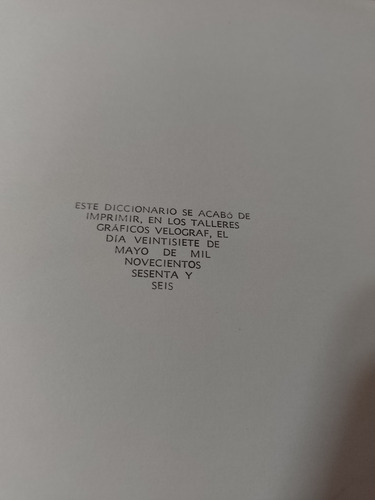 ESTE DICCIONARIO SE ACABÓ DE
IMPRIMIR, EN LOS TALLERES
GRÁFICOS VELOGRAF, EL
DÍA VEINTISIETE DE
MAYO DE MIL
NOVECIENTOS
SESENTA Y
SEIS